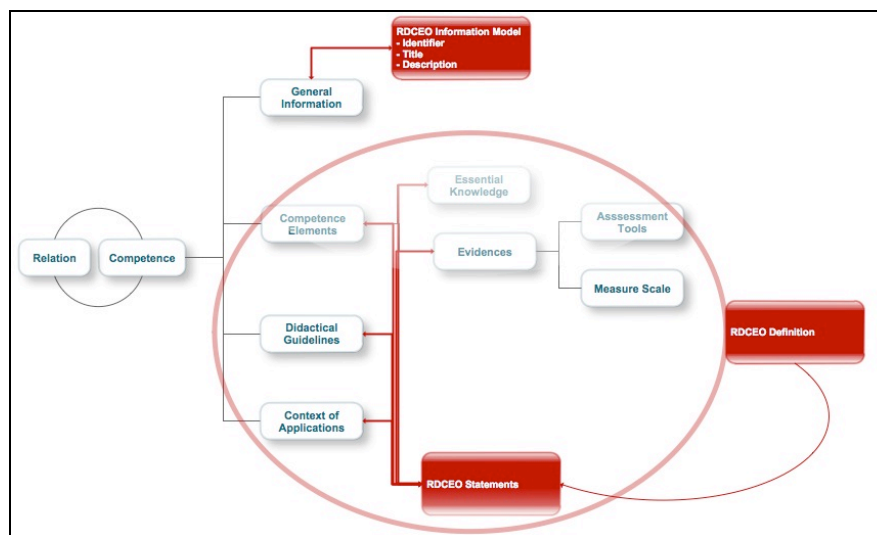 RDCEO Information Model
- Identifier
- Title
- Description
General
Information
Essential
Knowledge
Competence
Elements
Asssessment
Tools
Evidences
Relation
Competence
Measure Scale
Didactical
Guidelines
RDCEO Definition
Context of
Applications
RDCEO Statements